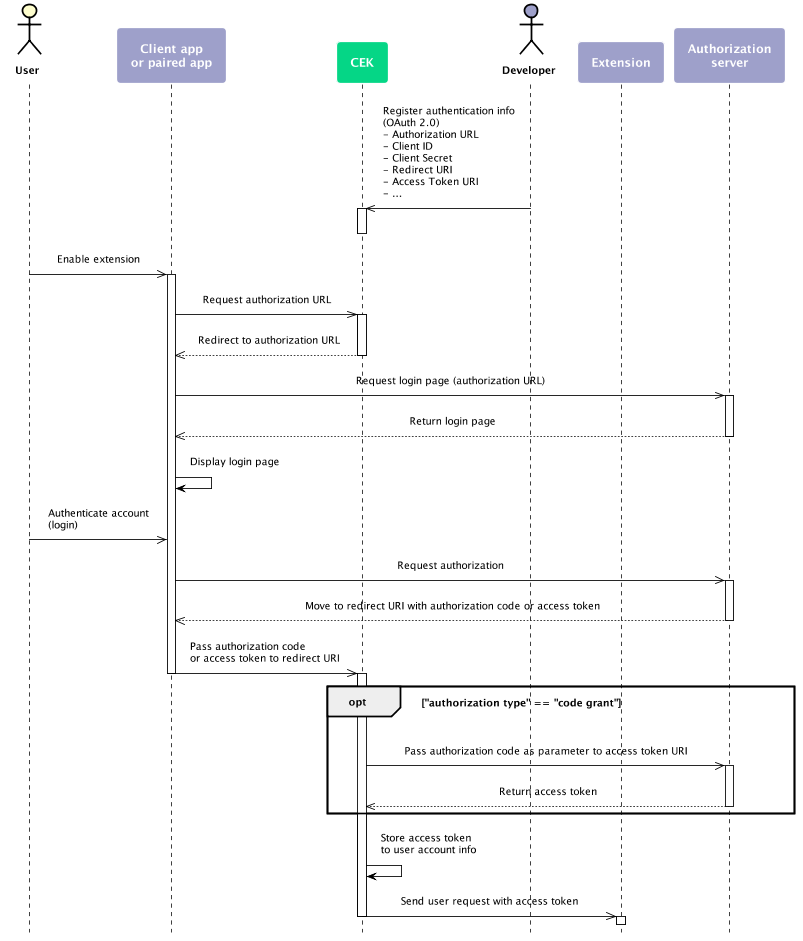 User
Client app
or paired app
CEK
Developer
Extension
Authorization
server
Register authentication info
(OAuth 2.0)
- Authorization URL
- Client ID
- Client Secret
- Redirect URI
- Access Token URI
- ...
Enable extension
Request authorization URL
Redirect to authorization URL
Request login page (authorization URL)
Return login page
Display login page
Authenticate account
(login)
Request authorization
Move to redirect URI with authorization code or access token
Pass authorization code
or access token to redirect URI
opt
["authorization type" == "code grant"]
Pass authorization code as parameter to access token URI
Return access token
Store access token
to user account info
Send user request with access token